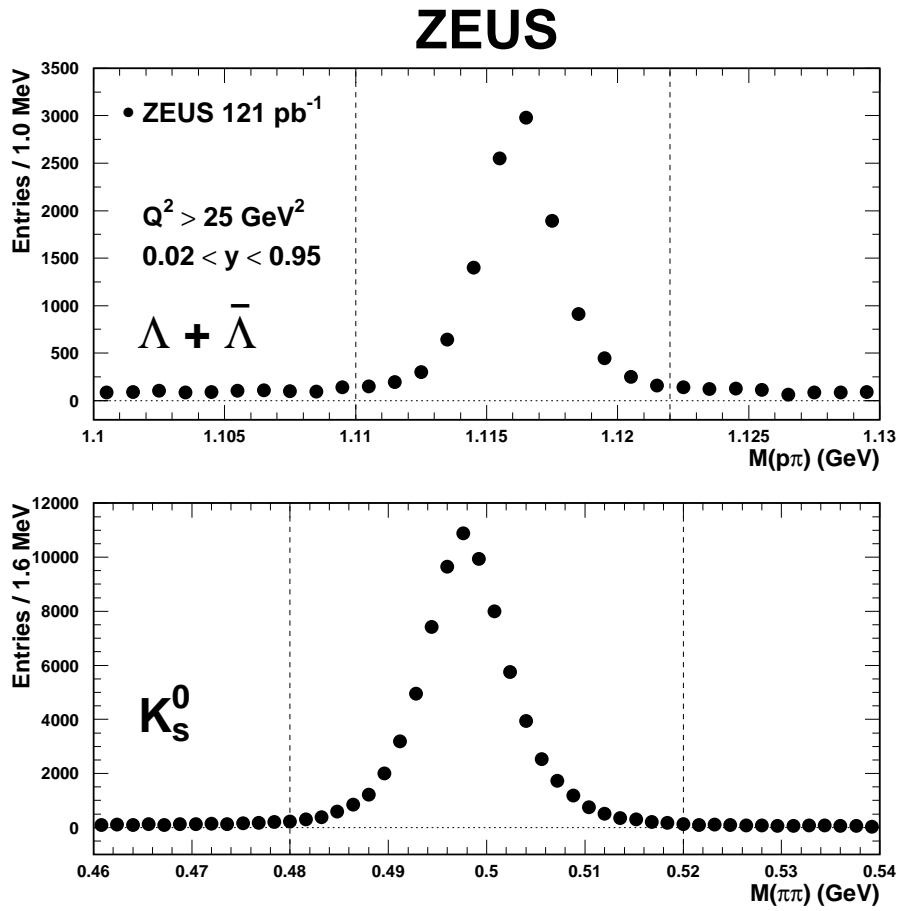 ZEUS
Entries / 1.0 MeV
3500
3000
2500
2000
1500
1000
500
0
● ZEUS 121 pb⁻¹
Q² > 25 GeV²
0.02 < y < 0.95
Λ + Λ̄
1.1 1.105 1.11 1.115 1.12 1.125 1.13
M(pπ) (GeV)
Entries / 1.6 MeV
12000
10000
8000
6000
4000
2000
0
K⁰ₛ
0.46 0.47 0.48 0.49 0.5 0.51 0.52 0.53 0.54
M(ππ) (GeV)